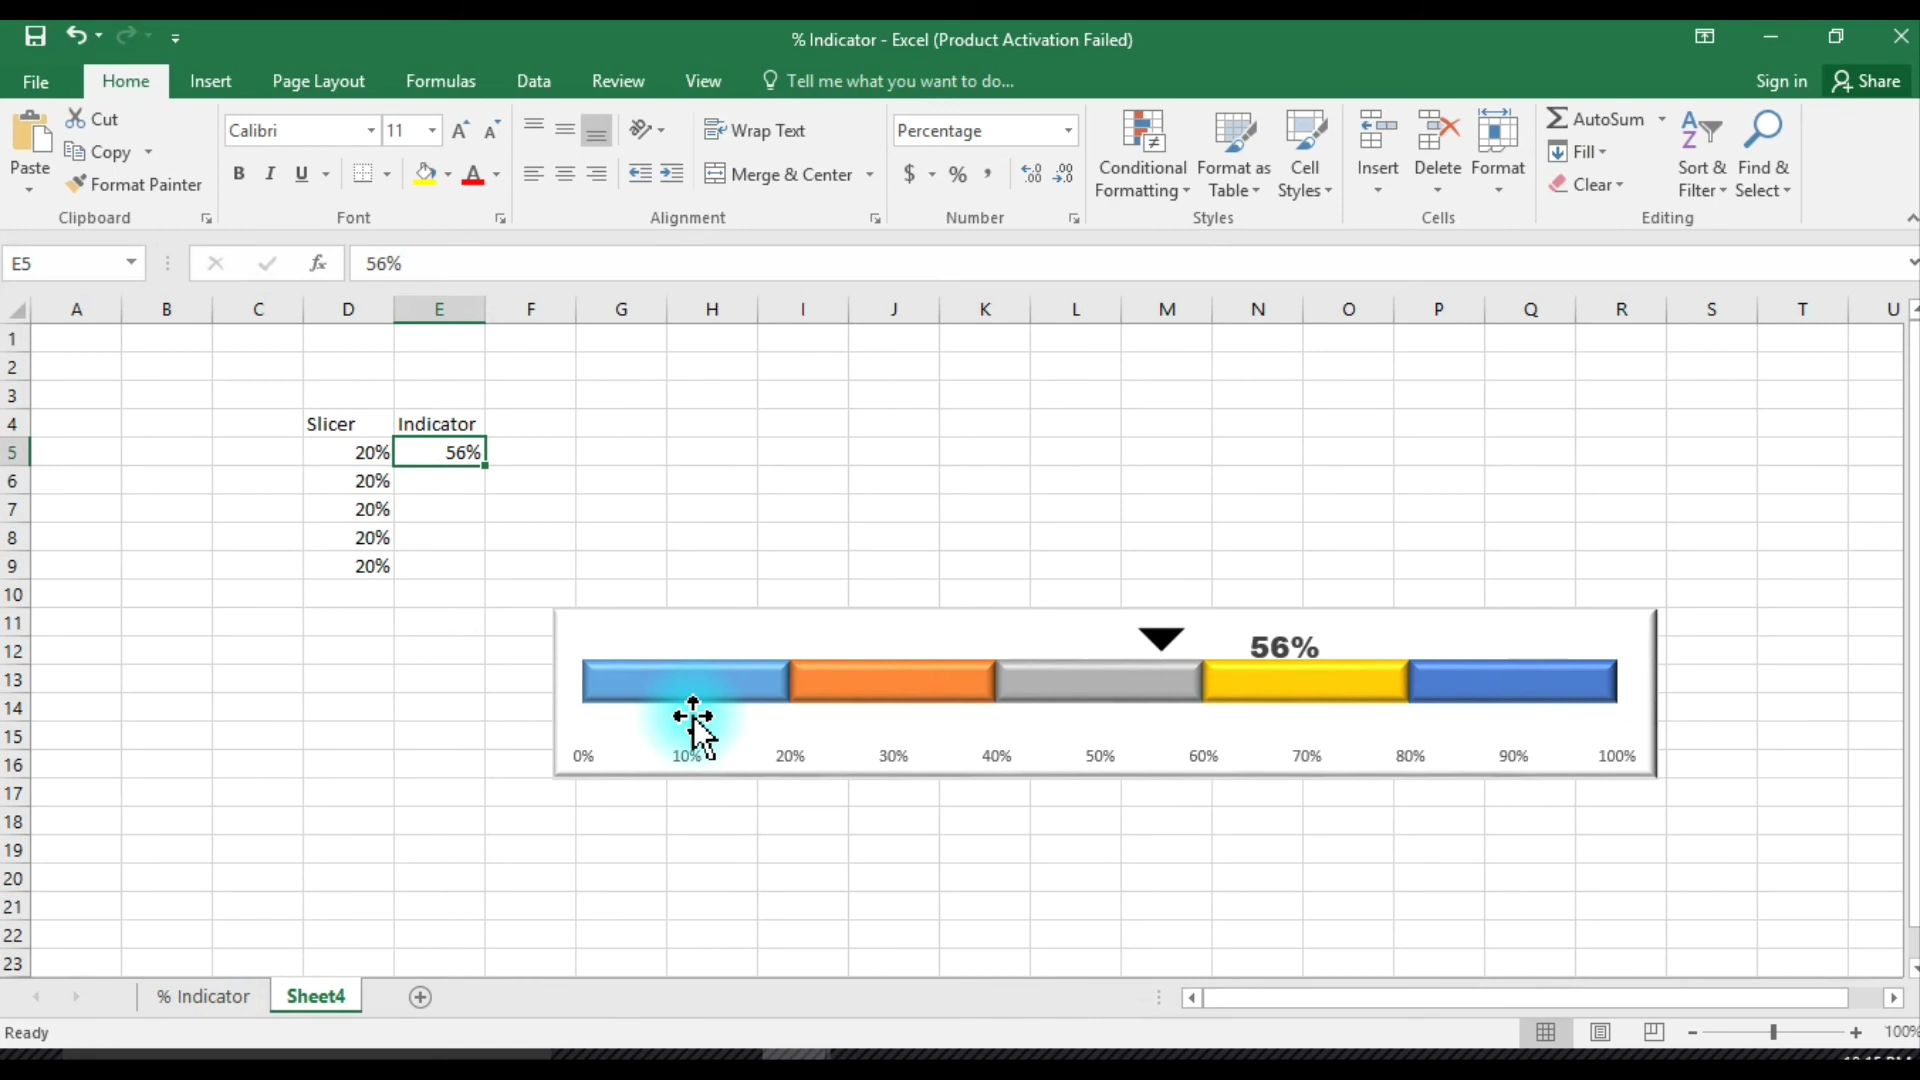 % Indicator - Excel (Product Activation Failed)
File Home Insert Page Layout Formulas Data Review View Tell me what you want to do... Sign in Share
Paste
Cut
Copy
Format Painter
Clipboard
Calibri 11
B I U A
Font
Wrap Text
Merge & Center
Alignment
Percentage
$ % ,
Number
Conditional Formatting
Format as Table
Cell Styles
Styles
Insert Delete Format
Cells
AutoSum
Fill
Clear
Sort & Filter
Find & Select
Editing
E5 fx 56%
A B C D E F G H I J K L M N O P Q R S T U
1
2
3
4 Slicer Indicator
5 20% 56%
6 20%
7 20%
8 20%
9 20%
10
11
12
13
14
15
16
17
18
19
20
21
22
23
56%
0% 10% 20% 30% 40% 50% 60% 70% 80% 90% 100%
% Indicator Sheet4
Ready 100%